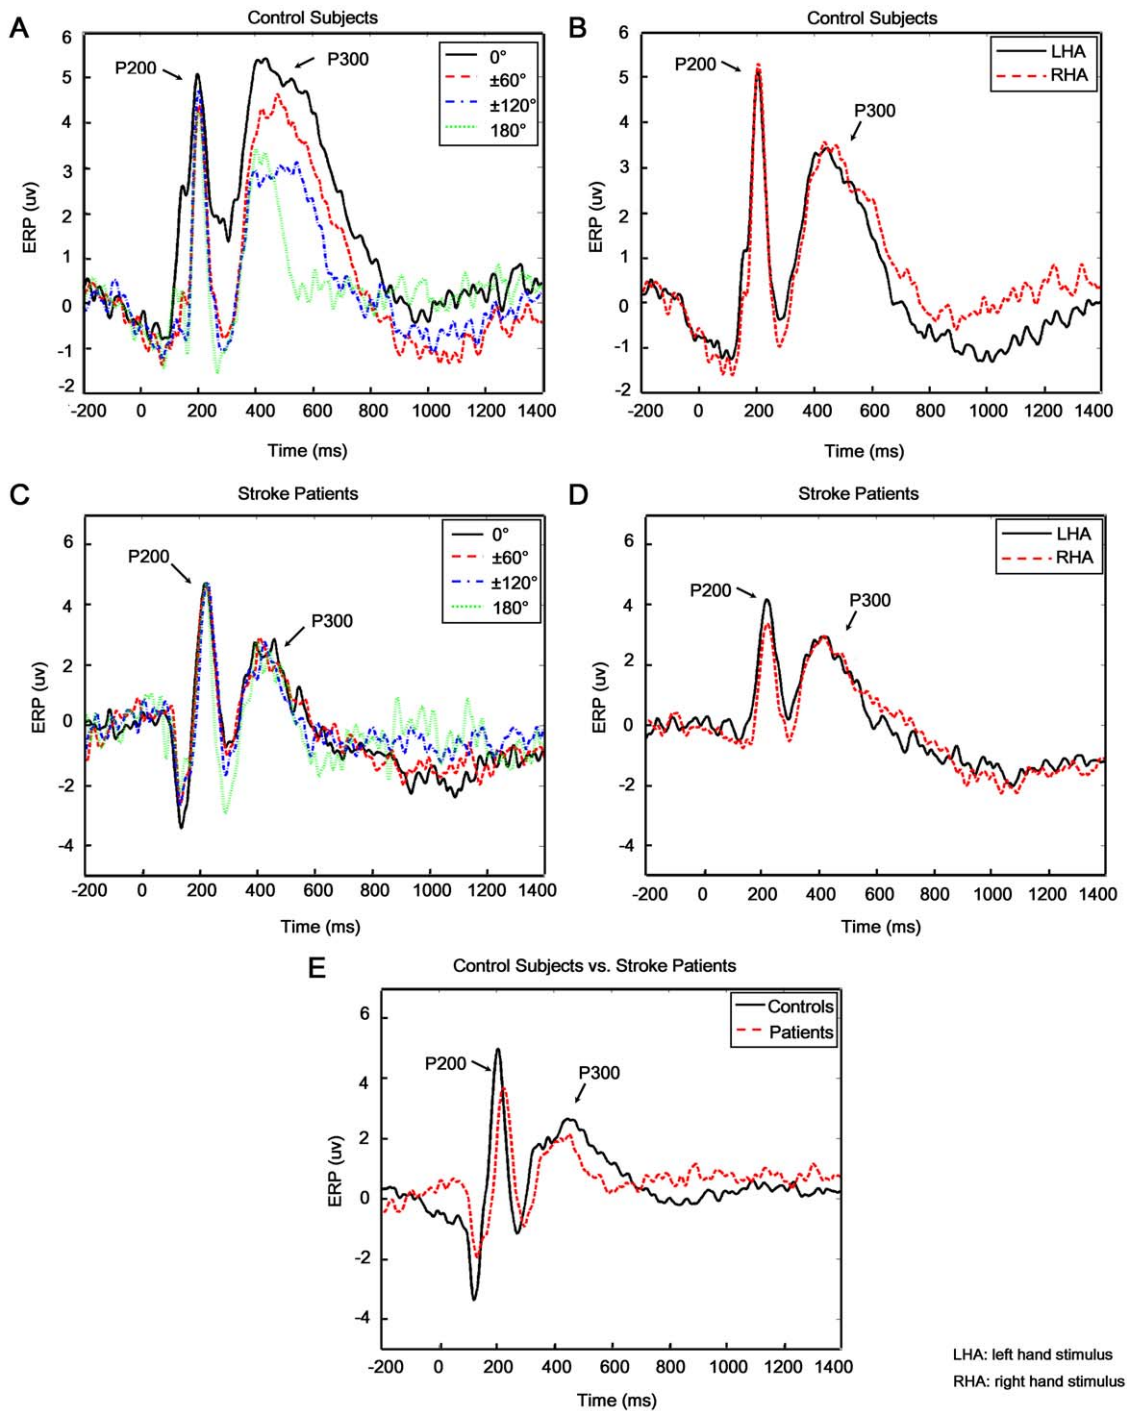 A
Control Subjects
P200
P300
0°
±60°
±120°
180°
ERP (uv)
6
5
4
3
2
1
0
-1
-2
-200 0 200 400 600 800 1000 1200 1400
Time (ms)
B
Control Subjects
P200
P300
LHA
RHA
ERP (uv)
6
5
4
3
2
1
0
-1
-2
-200 0 200 400 600 800 1000 1200 1400
Time (ms)
C
Stroke Patients
P200
P300
0°
±60°
±120°
180°
ERP (uv)
6
4
2
0
-2
-4
-200 0 200 400 600 800 1000 1200 1400
Time (ms)
D
Stroke Patients
P200
P300
LHA
RHA
ERP (uv)
6
4
2
0
-2
-4
-200 0 200 400 600 800 1000 1200 1400
Time (ms)
E
Control Subjects vs. Stroke Patients
P200
P300
Controls
Patients
ERP (uv)
6
4
2
0
-2
-4
-200 0 200 400 600 800 1000 1200 1400
Time (ms)
LHA: left hand stimulus
RHA: right hand stimulus